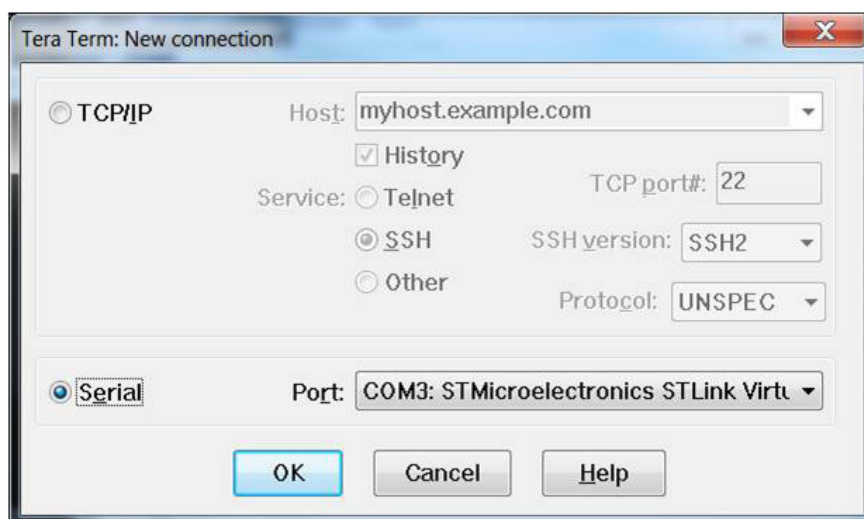 Tera Term: New connection
TCP/IP
Host: myhost.example.com
History
Service: Telnet
TCP port#: 22
SSH
SSH version: SSH2
Other
Protocol: UNSPEC
Serial
Port: COM3: STMicroelectronics STLink Virtu
OK Cancel Help